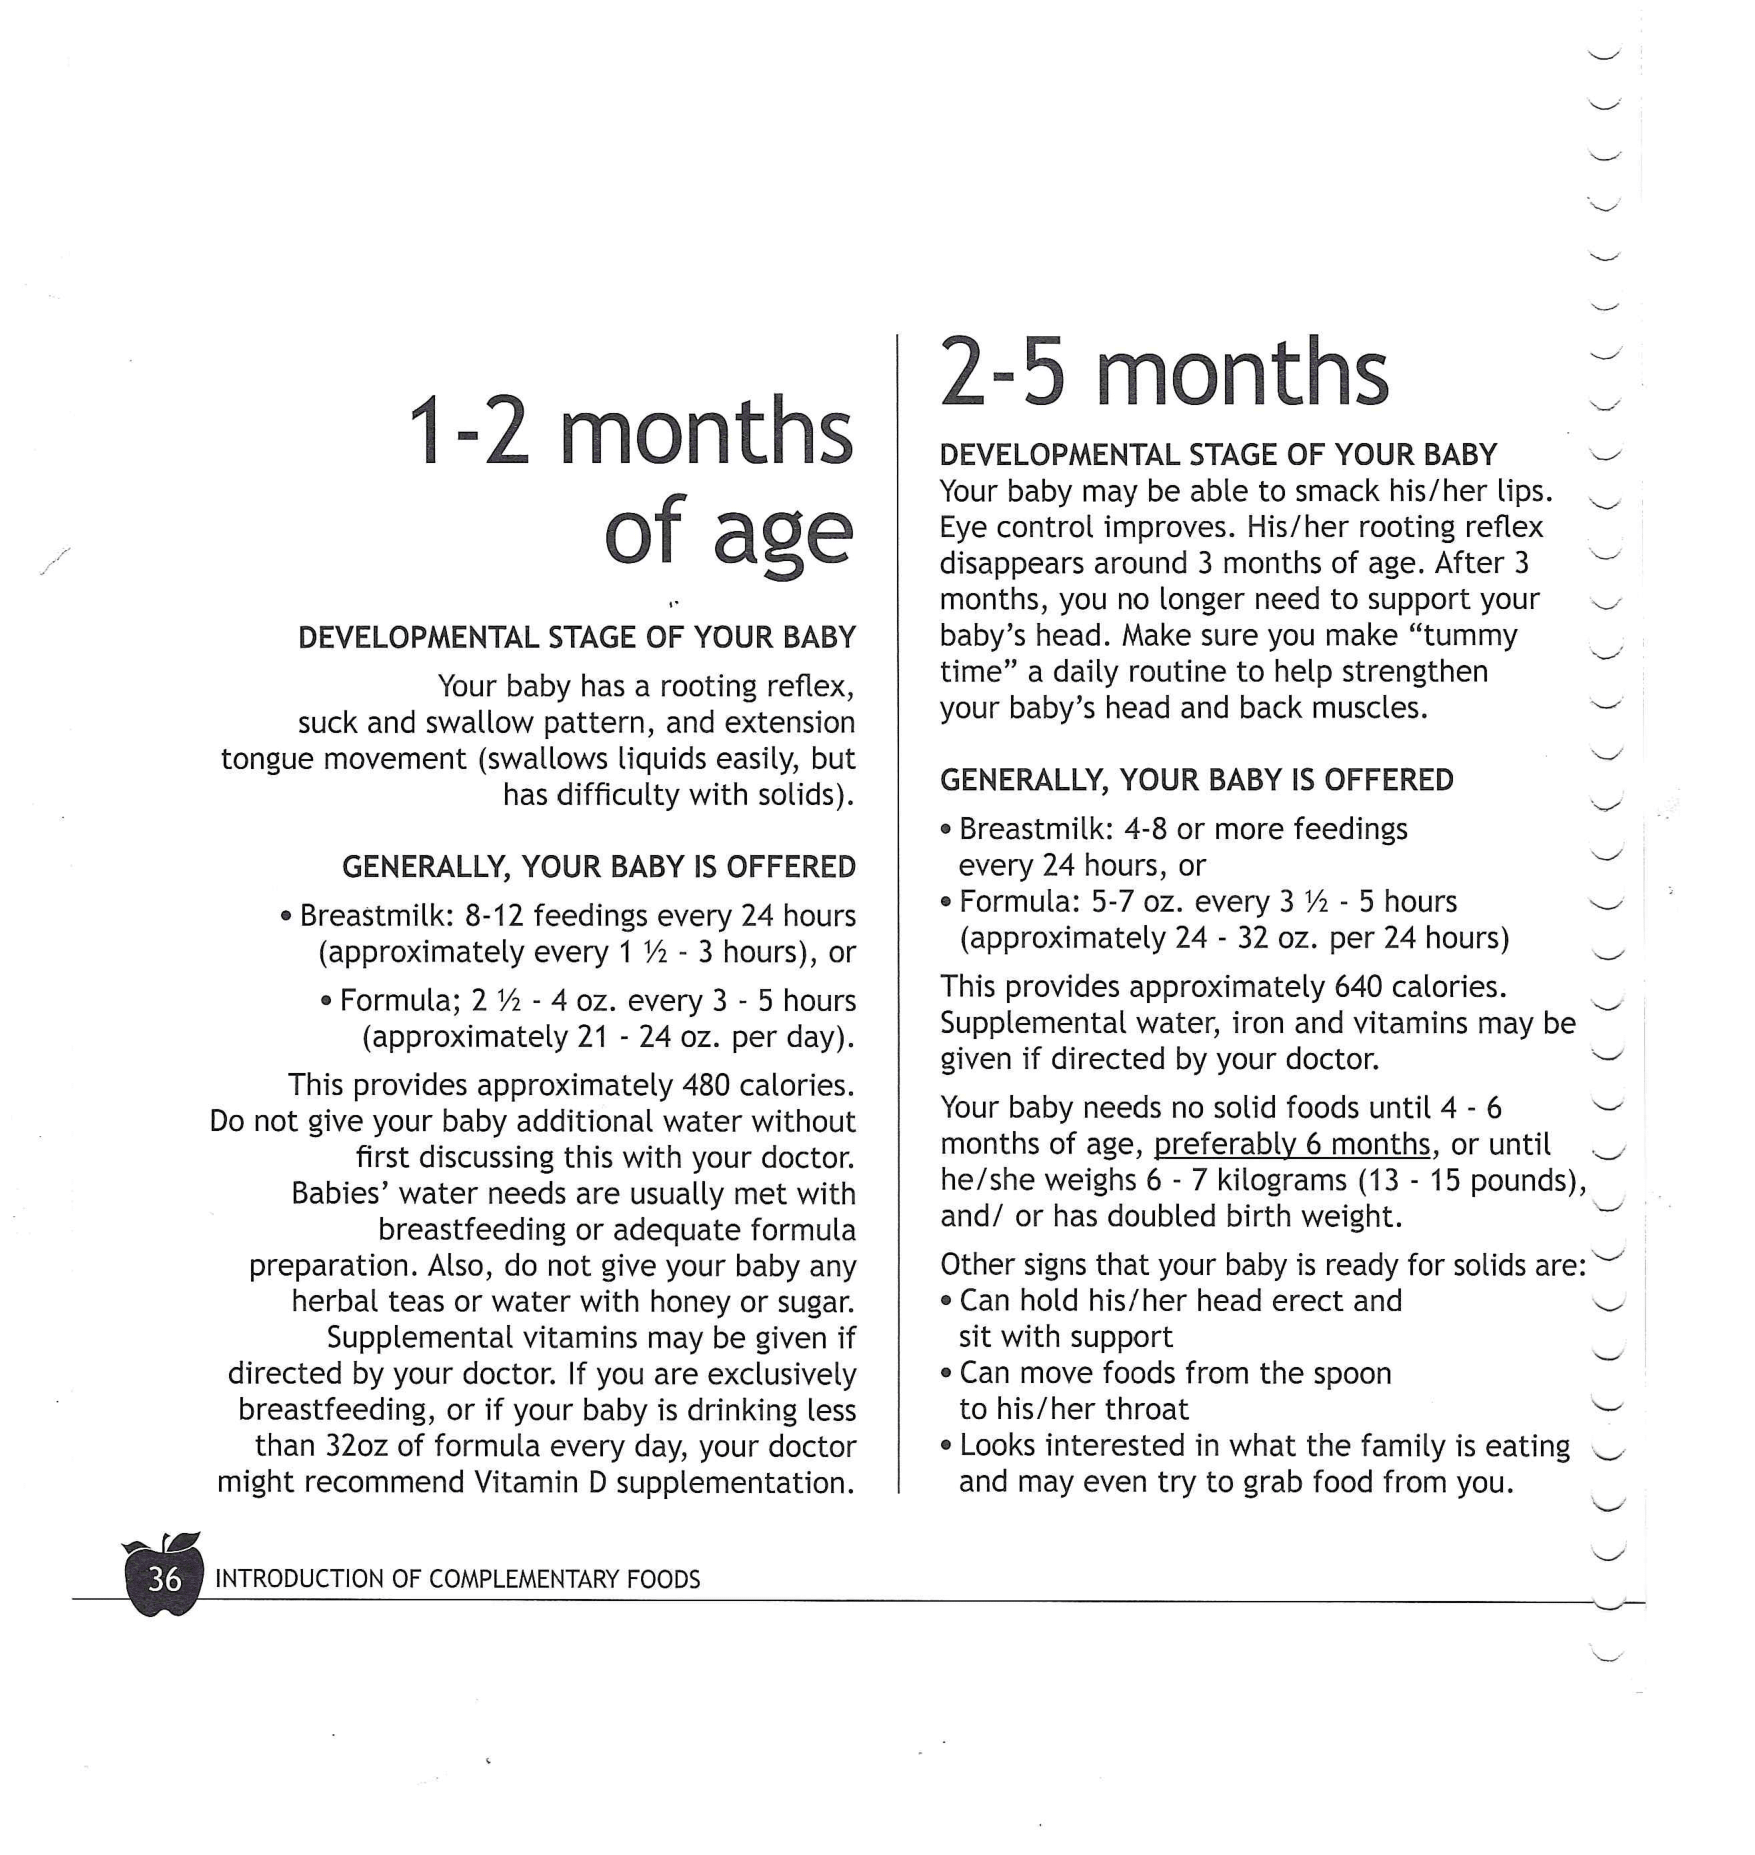 1-2 months
of age
DEVELOPMENTAL STAGE OF YOUR BABY
Your baby has a rooting reflex,
suck and swallow pattern, and extension
tongue movement (swallows liquids easily, but
has difficulty with solids).
GENERALLY, YOUR BABY IS OFFERED
• Breastmilk: 8-12 feedings every 24 hours
(approximately every 1 ½ - 3 hours), or
• Formula; 2 ½ - 4 oz. every 3 - 5 hours
(approximately 21 - 24 oz. per day).
This provides approximately 480 calories.
Do not give your baby additional water without
first discussing this with your doctor.
Babies’ water needs are usually met with
breastfeeding or adequate formula
preparation. Also, do not give your baby any
herbal teas or water with honey or sugar.
Supplemental vitamins may be given if
directed by your doctor. If you are exclusively
breastfeeding, or if your baby is drinking less
than 32oz of formula every day, your doctor
might recommend Vitamin D supplementation.
2-5 months
DEVELOPMENTAL STAGE OF YOUR BABY
Your baby may be able to smack his/her lips.
Eye control improves. His/her rooting reflex
disappears around 3 months of age. After 3
months, you no longer need to support your
baby’s head. Make sure you make “tummy
time” a daily routine to help strengthen
your baby’s head and back muscles.
GENERALLY, YOUR BABY IS OFFERED
• Breastmilk: 4-8 or more feedings
every 24 hours, or
• Formula: 5-7 oz. every 3 ½ - 5 hours
(approximately 24 - 32 oz. per 24 hours)
This provides approximately 640 calories.
Supplemental water, iron and vitamins may be
given if directed by your doctor.
Your baby needs no solid foods until 4 - 6
months of age, preferably 6 months, or until
he/she weighs 6 - 7 kilograms (13 - 15 pounds),
and/ or has doubled birth weight.
Other signs that your baby is ready for solids are:
• Can hold his/her head erect and
sit with support
• Can move foods from the spoon
to his/her throat
• Looks interested in what the family is eating
and may even try to grab food from you.
36 INTRODUCTION OF COMPLEMENTARY FOODS